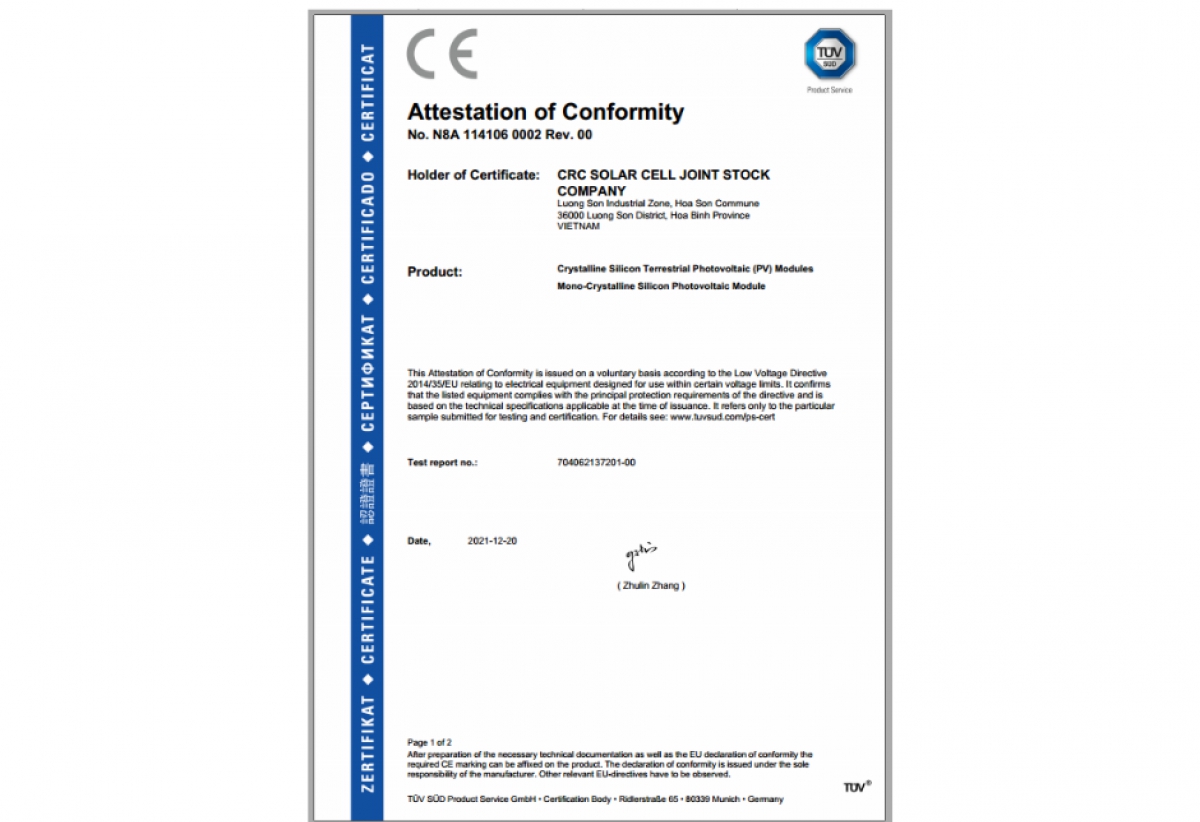 CE
TÜV
SÜD
Product Service
Attestation of Conformity
No. N8A 114106 0002 Rev. 00
Holder of Certificate: CRC SOLAR CELL JOINT STOCK
COMPANY
Luong Son Industrial Zone, Hoa Son Commune
36000 Luong Son District, Hoa Binh Province
VIETNAM
Product: Crystalline Silicon Terrestrial Photovoltaic (PV) Modules
Mono-Crystalline Silicon Photovoltaic Module
This Attestation of Conformity is issued on a voluntary basis according to the Low Voltage Directive
2014/35/EU relating to electrical equipment designed for use within certain voltage limits. It confirms
that the listed equipment complies with the principal protection requirements of the directive and is
based on the technical specifications applicable at the time of issuance. It refers only to the particular
sample submitted for testing and certification. For details see: www.tuvsud.com/ps-cert
Test report no.: 704062137201-00
Date, 2021-12-20
( Zhulin Zhang )
Page 1 of 2
After preparation of the necessary technical documentation as well as the EU declaration of conformity the
required CE marking can be affixed on the product. The declaration of conformity is issued under the sole
responsibility of the manufacturer. Other relevant EU-directives have to be observed.
TÜV SÜD Product Service GmbH • Certification Body • Ridlerstraße 65 • 80339 Munich • Germany
TÜV®
ZERTIFIKAT ◆ CERTIFICATE ◆ 認證證書 ◆ СЕРТИФИКАТ ◆ CERTIFICADO ◆ CERTIFICAT